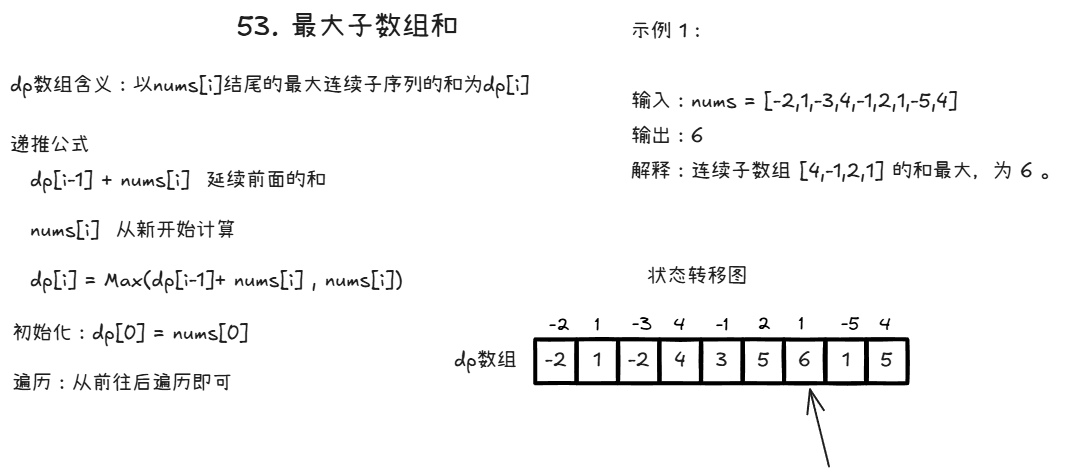 53. 最大子数组和
dp数组含义：以nums[i]结尾的最大连续子序列的和为dp[i]
递推公式
dp[i-1] + nums[i] 延续前面的和
nums[i] 从新开始计算
dp[i] = Max(dp[i-1]+ nums[i] , nums[i])
初始化：dp[0] = nums[0]
遍历：从前往后遍历即可
示例 1：
输入：nums = [-2,1,-3,4,-1,2,1,-5,4]
输出：6
解释：连续子数组 [4,-1,2,1] 的和最大，为 6 。
状态转移图
-2 1 -3 4 -1 2 1 -5 4
dp数组 -2 1 -2 4 3 5 6 1 5